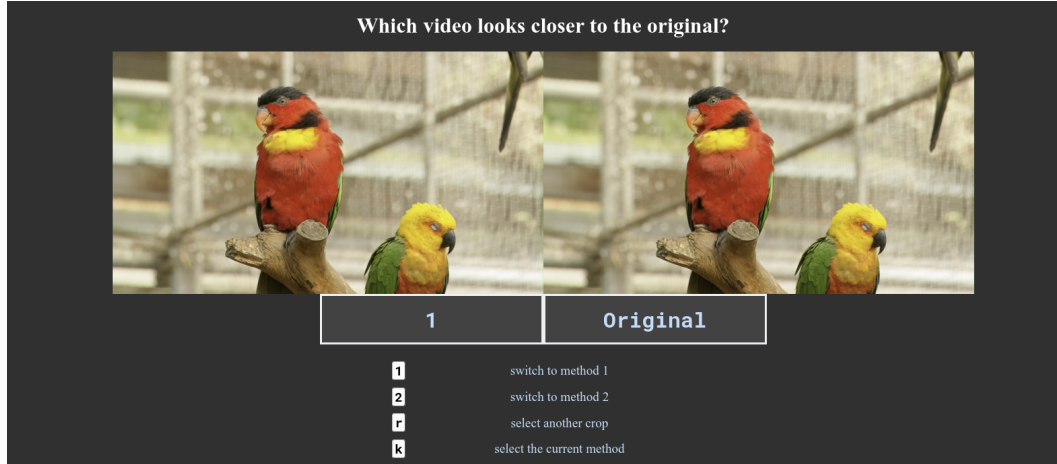 Which video looks closer to the original?
1 Original
1 switch to method 1
2 switch to method 2
r select another crop
k select the current method